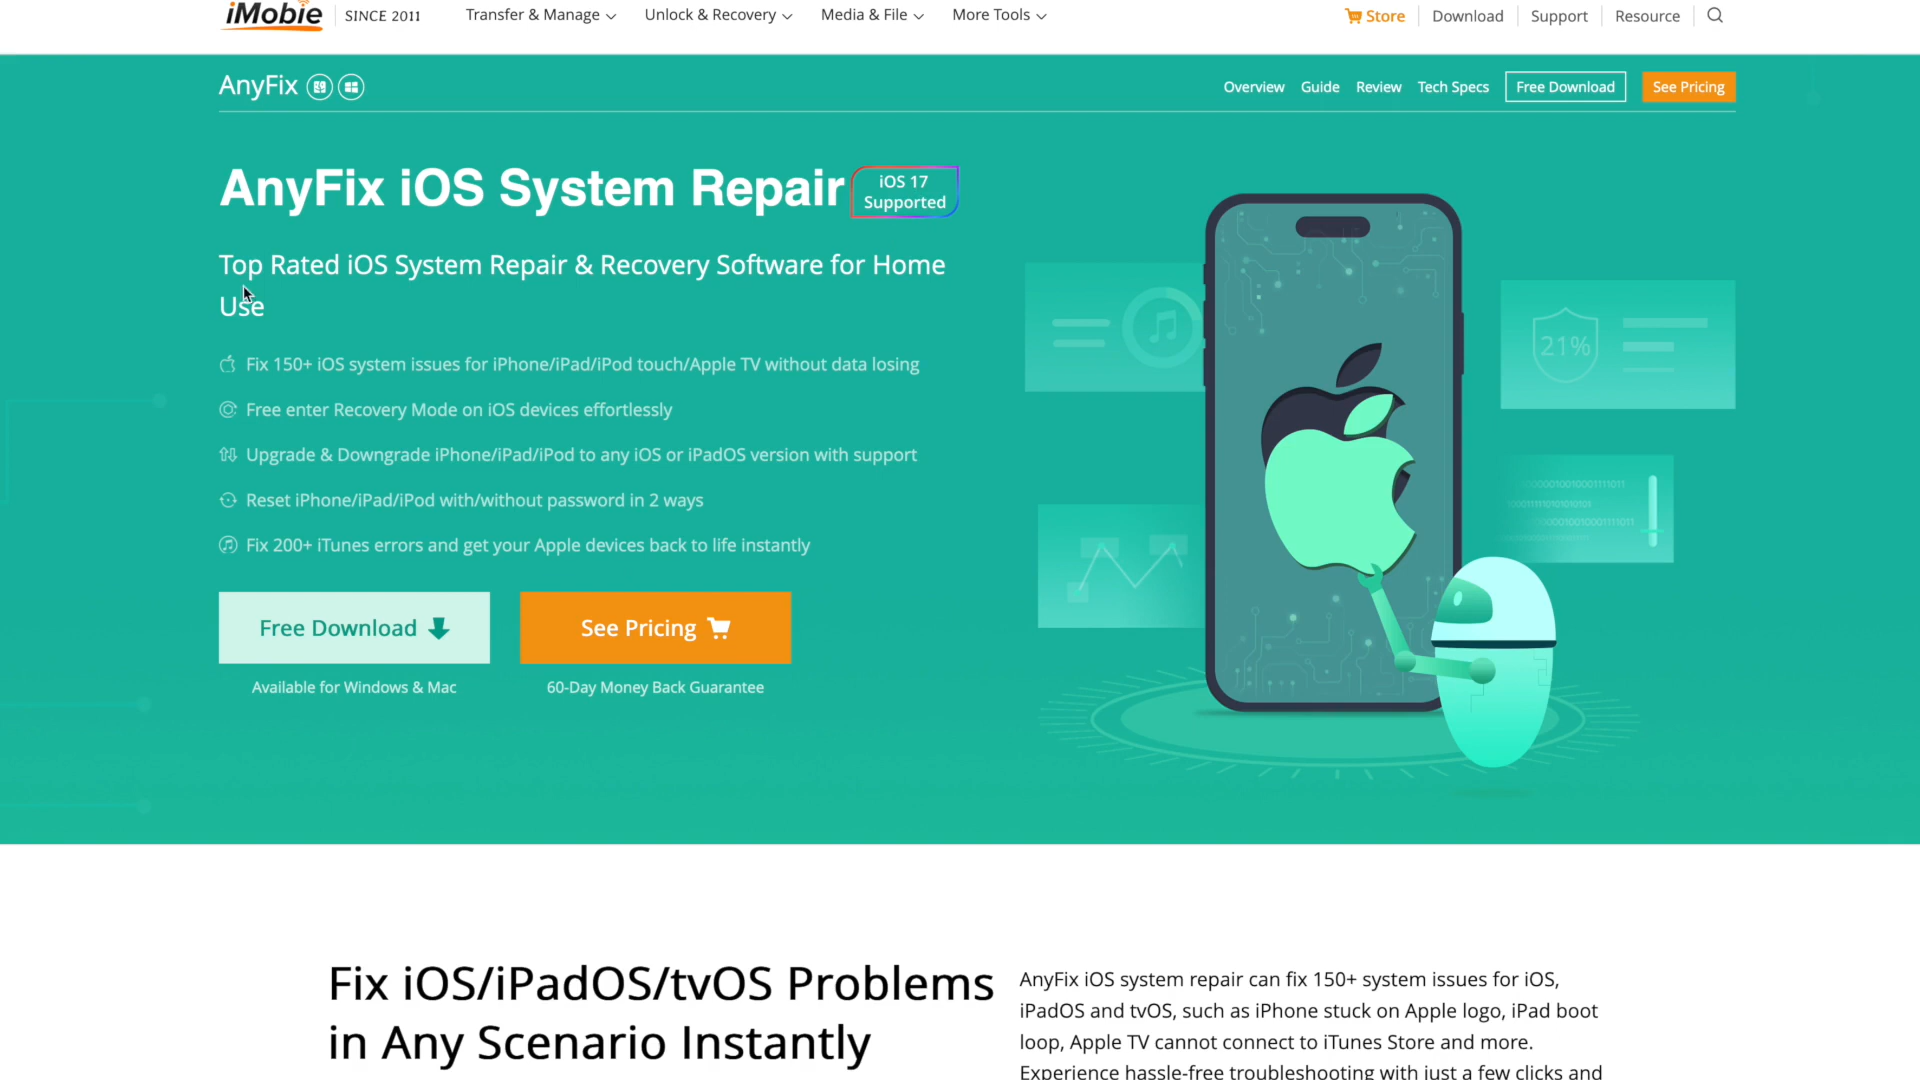 iMobie SINCE 2011 Transfer & Manage Unlock & Recovery Media & File More Tools Store Download Support Resource
AnyFix Overview Guide Review Tech Specs Free Download See Pricing
AnyFix iOS System Repair
iOS 17
Supported
Top Rated iOS System Repair & Recovery Software for Home
Use
Fix 150+ iOS system issues for iPhone/iPad/iPod touch/Apple TV without data losing
Free enter Recovery Mode on iOS devices effortlessly
Upgrade & Downgrade iPhone/iPad/iPod to any iOS or iPadOS version with support
Reset iPhone/iPad/iPod with/without password in 2 ways
Fix 200+ iTunes errors and get your Apple devices back to life instantly
Free Download See Pricing
Available for Windows & Mac 60-Day Money Back Guarantee
21%
Fix iOS/iPadOS/tvOS Problems
in Any Scenario Instantly
AnyFix iOS system repair can fix 150+ system issues for iOS,
iPadOS and tvOS, such as iPhone stuck on Apple logo, iPad boot
loop, Apple TV cannot connect to iTunes Store and more.
Experience hassle-free troubleshooting with just a few clicks and